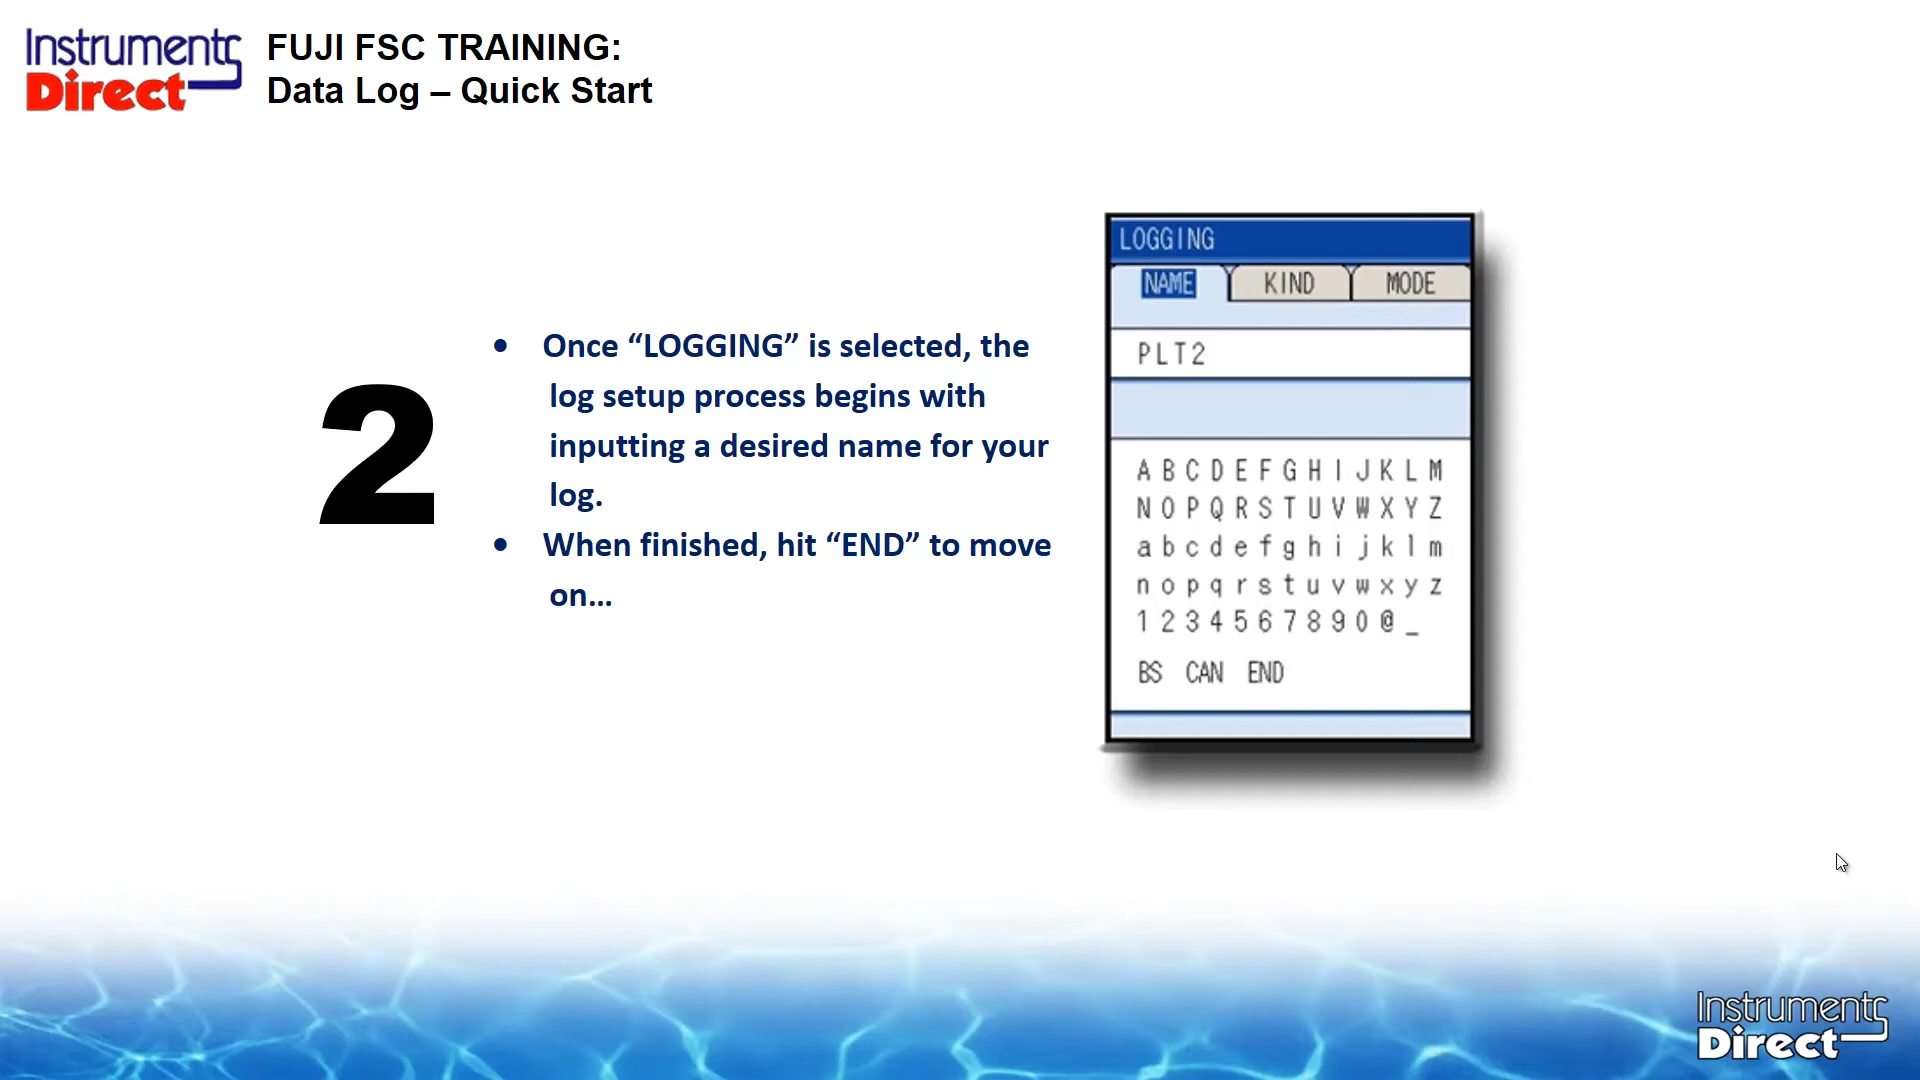 Instruments
Direct
FUJI FSC TRAINING:
Data Log – Quick Start
2
• Once “LOGGING” is selected, the
log setup process begins with
inputting a desired name for your
log.
• When finished, hit “END” to move
on...
LOGGING
NAME KIND MODE
PLT2
A B C D E F G H I J K L M
N O P Q R S T U V W X Y Z
a b c d e f g h i j k l m
n o p q r s t u v w x y z
1 2 3 4 5 6 7 8 9 0 @ _
BS CAN END
Instruments
Direct